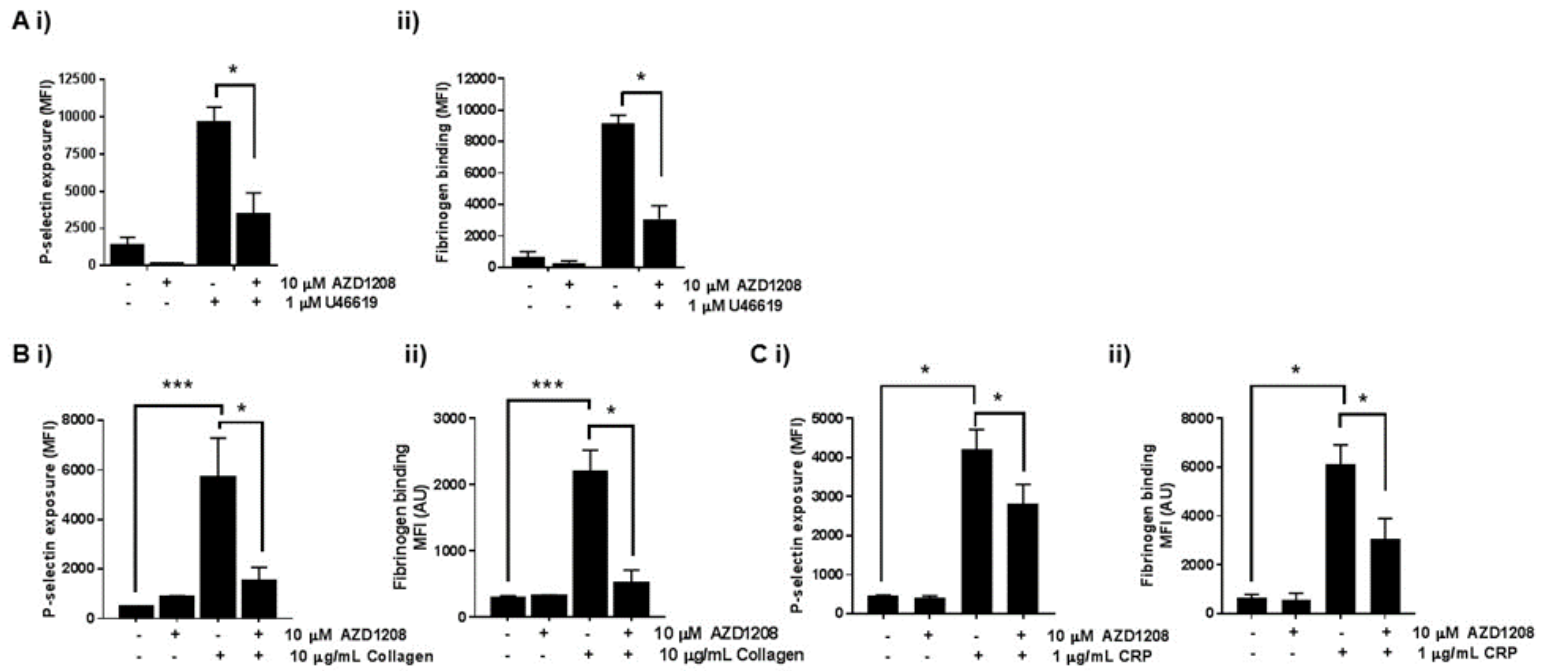 A i)
P-selectin exposure (MFI)
12500
10000
7500
5000
2500
0
*
- + - + 10 μM AZD1208
- - + + 1 μM U46619
ii)
Fibrinogen binding (MFI)
12000
10000
8000
6000
4000
2000
0
*
- + - + 10 μM AZD1208
- - + + 1 μM U46619
B i)
P-selectin exposure (MFI)
8000
6000
4000
2000
0
***
*
- + - + 10 μM AZD1208
- - + + 10 μg/mL Collagen
ii)
Fibrinogen binding
MFI (AU)
3000
2000
1000
0
***
*
- + - + 10 μM AZD1208
- - + + 10 μg/mL Collagen
C i)
P-selectin exposure (MFI)
5000
4000
3000
2000
1000
0
*
*
- + - + 10 μM AZD1208
- - + + 1 μg/mL CRP
ii)
Fibrinogen binding
MFI (AU)
8000
6000
4000
2000
0
*
*
- + - + 10 μM AZD1208
- - + + 1 μg/mL CRP